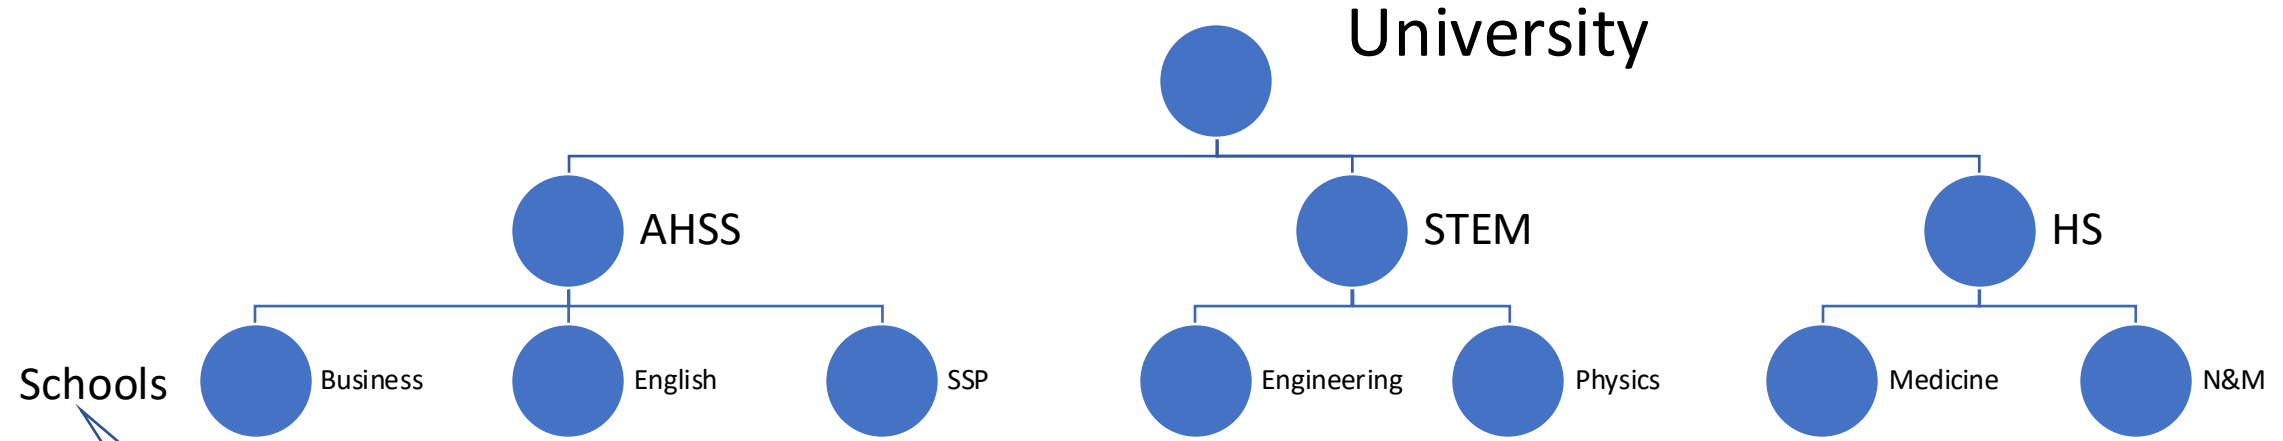 University
AHSS
STEM
HS
Schools
Business
English
SSP
Engineering
Physics
Medicine
N&M